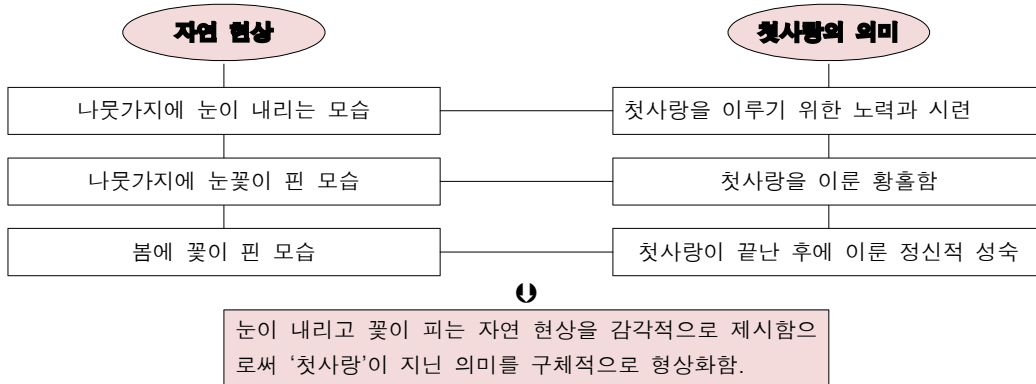 자연 현상
첫사랑의 의미
나뭇가지에 눈이 내리는 모습
첫사랑을 이루기 위한 노력과 시련
나뭇가지에 눈꽃이 핀 모습
첫사랑을 이룬 황홀함
봄에 꽃이 핀 모습
첫사랑이 끝난 후에 이룬 정신적 성숙
눈이 내리고 꽃이 피는 자연 현상을 감각적으로 제시함으
로써 ‘첫사랑’이 지닌 의미를 구체적으로 형상화함.